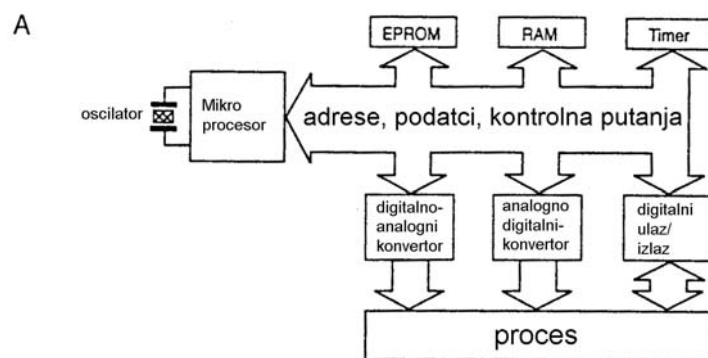 A
EPROM
RAM
Timer
oscilator
Mikro
procesor
adrese, podatci, kontrolna putanja
digitalno-
analogni
konvertor
analogno
digitalni-
konvertor
digitalni
ulaz/
izlaz
proces